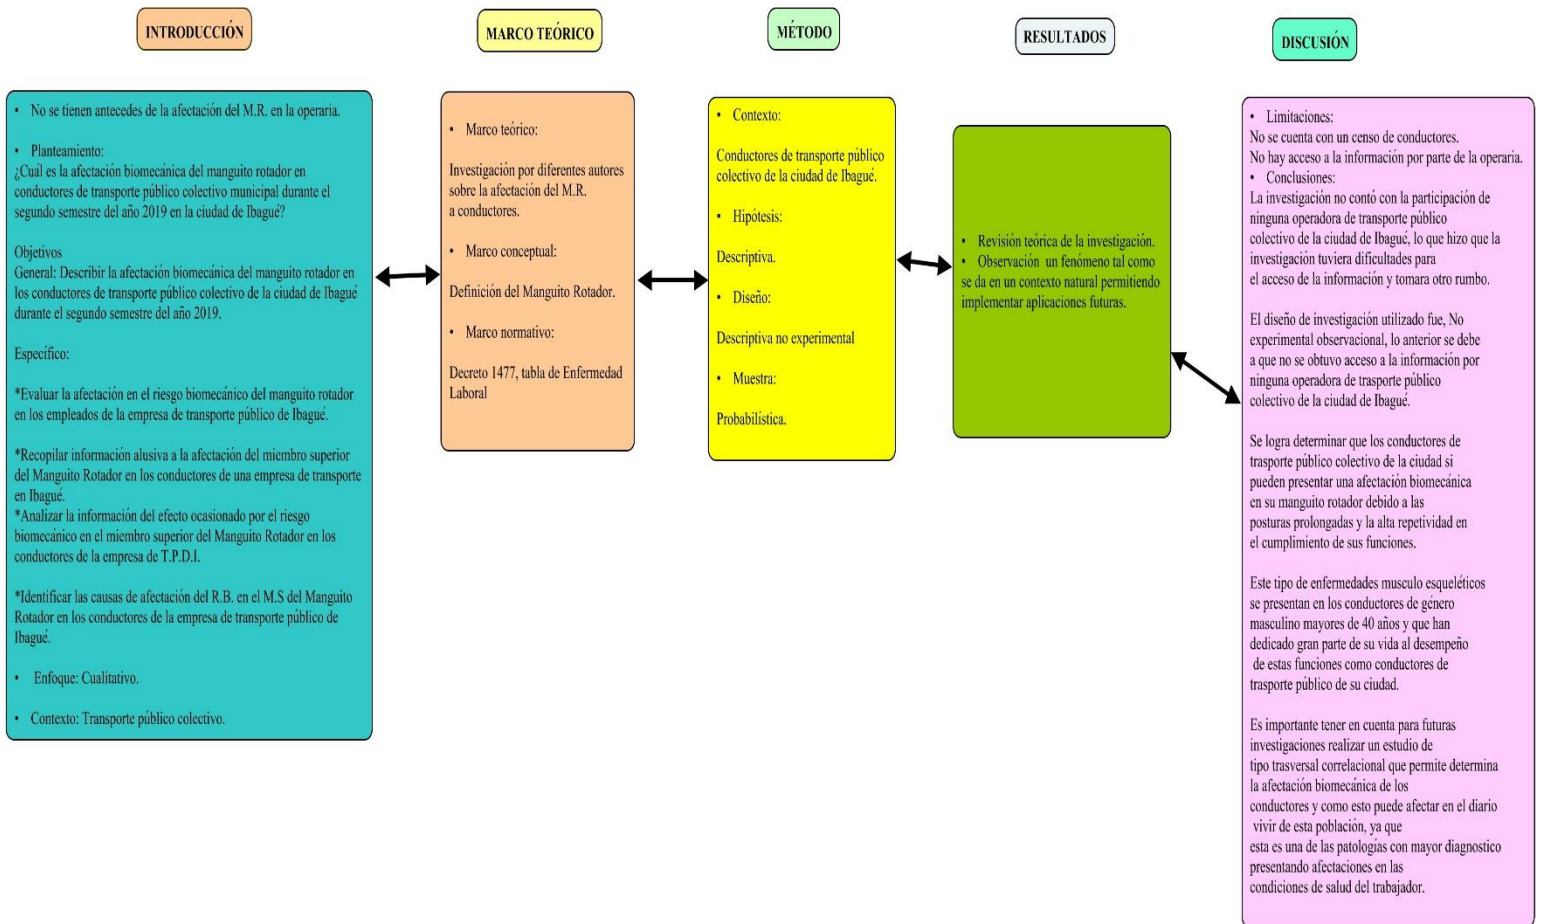 INTRODUCCIÓN
• No se tienen antecedes de la afectación del M.R. en la operaria.
• Planteamiento:
¿Cuál es la afectación biomecánica del manguito rotador en
conductores de transporte público colectivo municipal durante el
segundo semestre del año 2019 en la ciudad de Ibagué?
Objetivos
General: Describir la afectación biomecánica del manguito rotador en
los conductores de transporte público colectivo de la ciudad de Ibagué
durante el segundo semestre del año 2019.
Específico:
*Evaluar la afectación en el riesgo biomecánico del manguito rotador
en los empleados de la empresa de transporte público de Ibagué.
*Recopilar información alusiva a la afectación del miembro superior
del Manguito Rotador en los conductores de una empresa de transporte
en Ibagué.
*Analizar la información del efecto ocasionado por el riesgo
biomecánico en el miembro superior del Manguito Rotador en los
conductores de la empresa de T.P.D.I.
*Identificar las causas de afectación del R.B. en el M.S del Manguito
Rotador en los conductores de la empresa de transporte público de
Ibagué.
• Enfoque: Cualitativo.
• Contexto: Transporte público colectivo.
MARCO TEÓRICO
• Marco teórico:
Investigación por diferentes autores
sobre la afectación del M.R.
a conductores.
• Marco conceptual:
Definición del Manguito Rotador.
• Marco normativo:
Decreto 1477, tabla de Enfermedad
Laboral
MÉTODO
• Contexto:
Conductores de transporte público
colectivo de la ciudad de Ibagué.
• Hipótesis:
Descriptiva.
• Diseño:
Descriptiva no experimental
• Muestra:
Probabilística.
RESULTADOS
• Revisión teórica de la investigación.
• Observación un fenómeno tal como
se da en un contexto natural permitiendo
implementar aplicaciones futuras.
DISCUSIÓN
• Limitaciones:
No se cuenta con un censo de conductores.
No hay acceso a la información por parte de la operaria.
• Conclusiones:
La investigación no contó con la participación de
ninguna operadora de transporte público
colectivo de la ciudad de Ibagué, lo que hizo que la
investigación tuviera dificultades para
el acceso de la información y tomara otro rumbo.
El diseño de investigación utilizado fue, No
experimental observacional, lo anterior se debe
a que no se obtuvo acceso a la información por
ninguna operadora de trasporte público
colectivo de la ciudad de Ibagué.
Se logra determinar que los conductores de
trasporte público colectivo de la ciudad si
pueden presentar una afectación biomecánica
en su manguito rotador debido a las
posturas prolongadas y la alta repetividad en
el cumplimiento de sus funciones.
Este tipo de enfermedades musculo esqueléticos
se presentan en los conductores de género
masculino mayores de 40 años y que han
dedicado gran parte de su vida al desempeño
de estas funciones como conductores de
trasporte público de su ciudad.
Es importante tener en cuenta para futuras
investigaciones realizar un estudio de
tipo trasversal correlacional que permite determina
la afectación biomecánica de los
conductores y como esto puede afectar en el diario
vivir de esta población, ya que
esta es una de las patologías con mayor diagnostico
presentando afectaciones en las
condiciones de salud del trabajador.